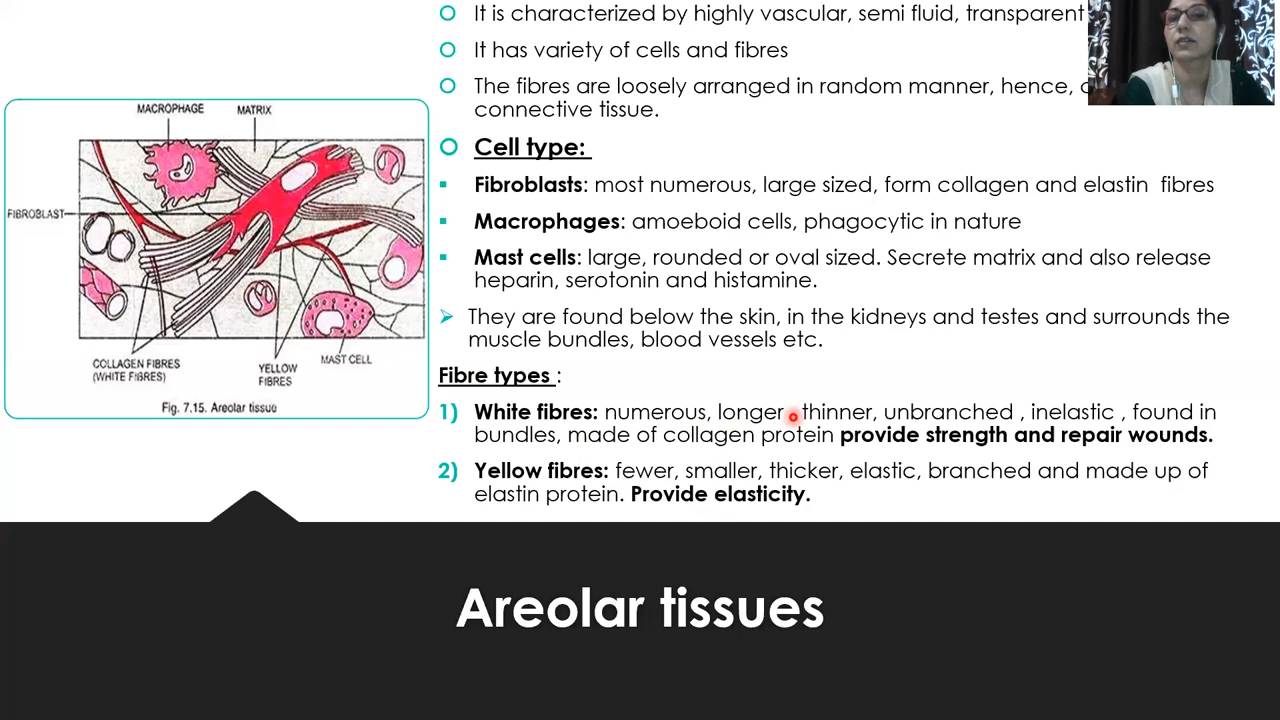 It is characterized by highly vascular, semi fluid, transparent
It has variety of cells and fibres
The fibres are loosely arranged in random manner, hence,
connective tissue.
Cell type:
Fibroblasts: most numerous, large sized, form collagen and elastin fibres
Macrophages: amoeboid cells, phagocytic in nature
Mast cells: large, rounded or oval sized. Secrete matrix and also release
heparin, serotonin and histamine.
They are found below the skin, in the kidneys and testes and surrounds the
muscle bundles, blood vessels etc.
Fibre types :
1) White fibres: numerous, longer thinner, unbranched , inelastic , found in
bundles, made of collagen protein provide strength and repair wounds.
2) Yellow fibres: fewer, smaller, thicker, elastic, branched and made up of
elastin protein. Provide elasticity.
MACROPHAGE
MATRIX
FIBROBLAST
COLLAGEN FIBRES
(WHITE FIBRES)
YELLOW
FIBRES
MAST CELL
Fig. 7.15. Areolar tissue
Areolar tissues